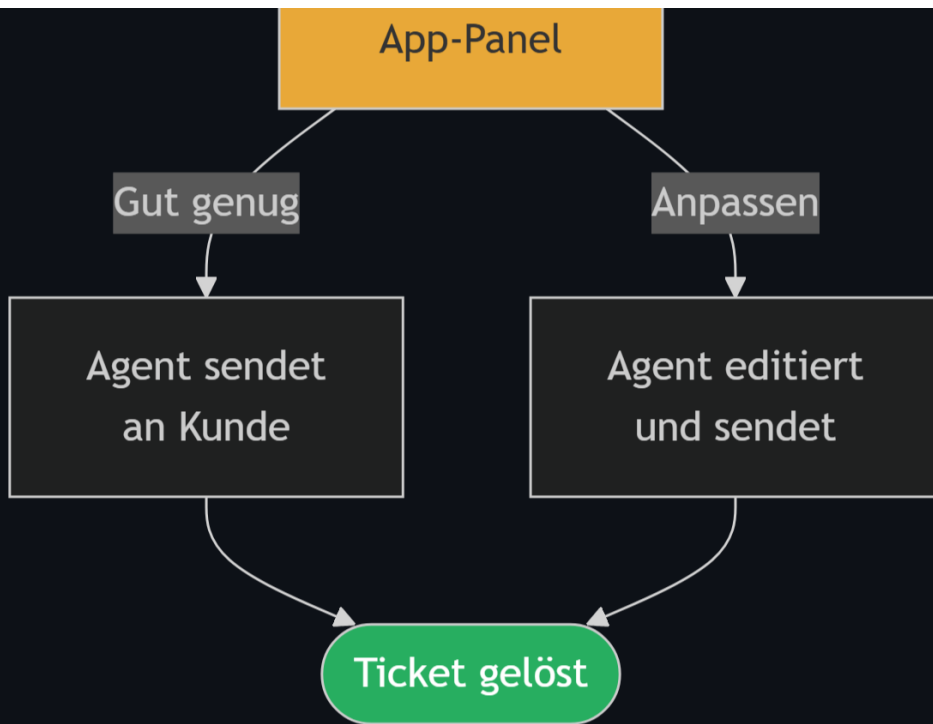 App-Panel
Gut genug
Anpassen
Agent sendet
an Kunde
Agent editiert
und sendet
Ticket gelöst